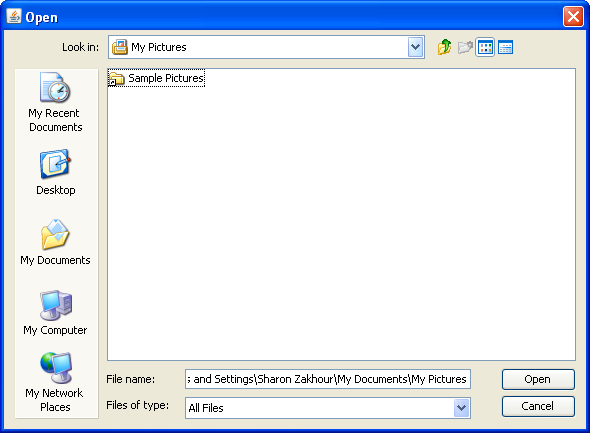 Open
Look in:
My Pictures
Sample Pictures
My Recent
Documents
Desktop
My Documents
My Computer
My Network
Places
File name:
and Settings\Sharon Zakhour\My Documents\My Pictures
Open
Files of type:
All Files
Cancel